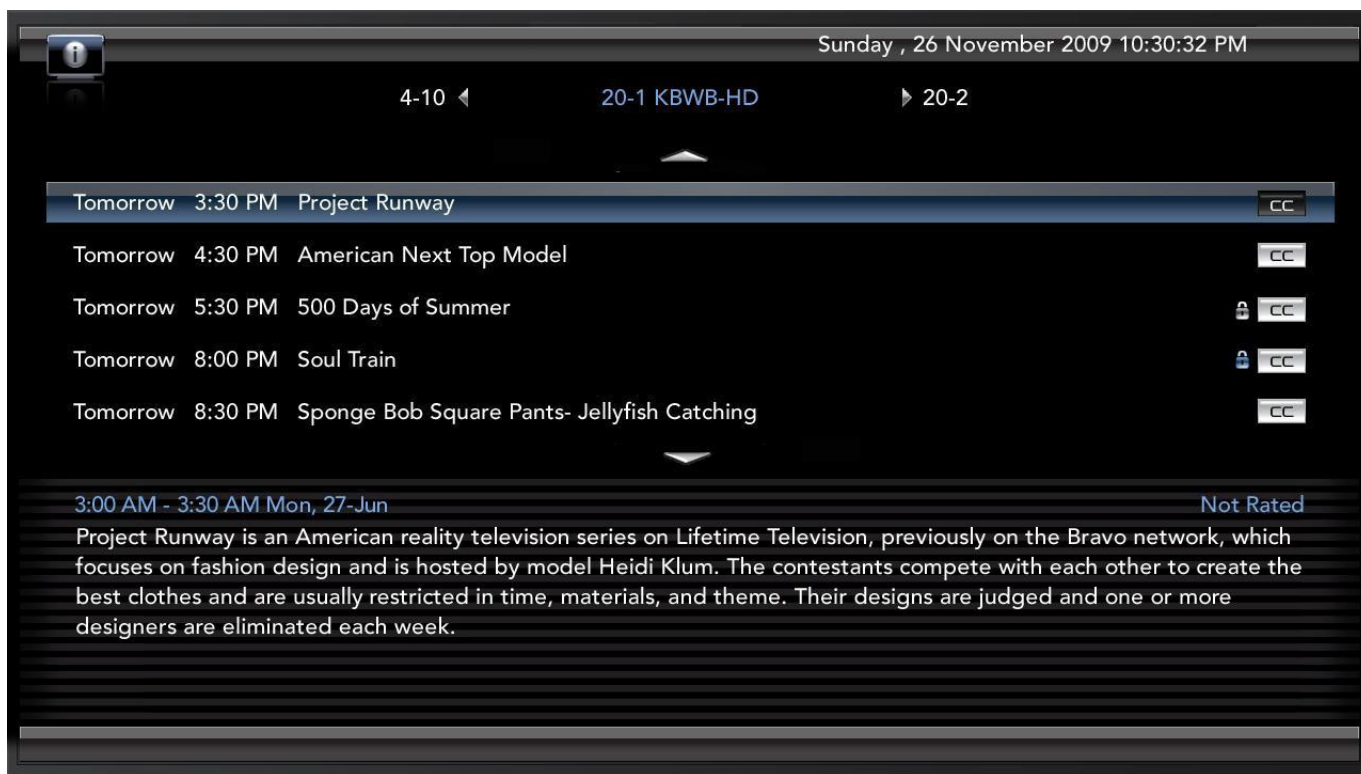 i
Sunday , 26 November 2009 10:30:32 PM
4-10 20-1 KBWB-HD 20-2
Tomorrow 3:30 PM Project Runway CC
Tomorrow 4:30 PM American Next Top Model CC
Tomorrow 5:30 PM 500 Days of Summer CC
Tomorrow 8:00 PM Soul Train CC
Tomorrow 8:30 PM Sponge Bob Square Pants- Jellyfish Catching CC
3:00 AM - 3:30 AM Mon, 27-Jun Not Rated
Project Runway is an American reality television series on Lifetime Television, previously on the Bravo network, which
focuses on fashion design and is hosted by model Heidi Klum. The contestants compete with each other to create the
best clothes and are usually restricted in time, materials, and theme. Their designs are judged and one or more
designers are eliminated each week.